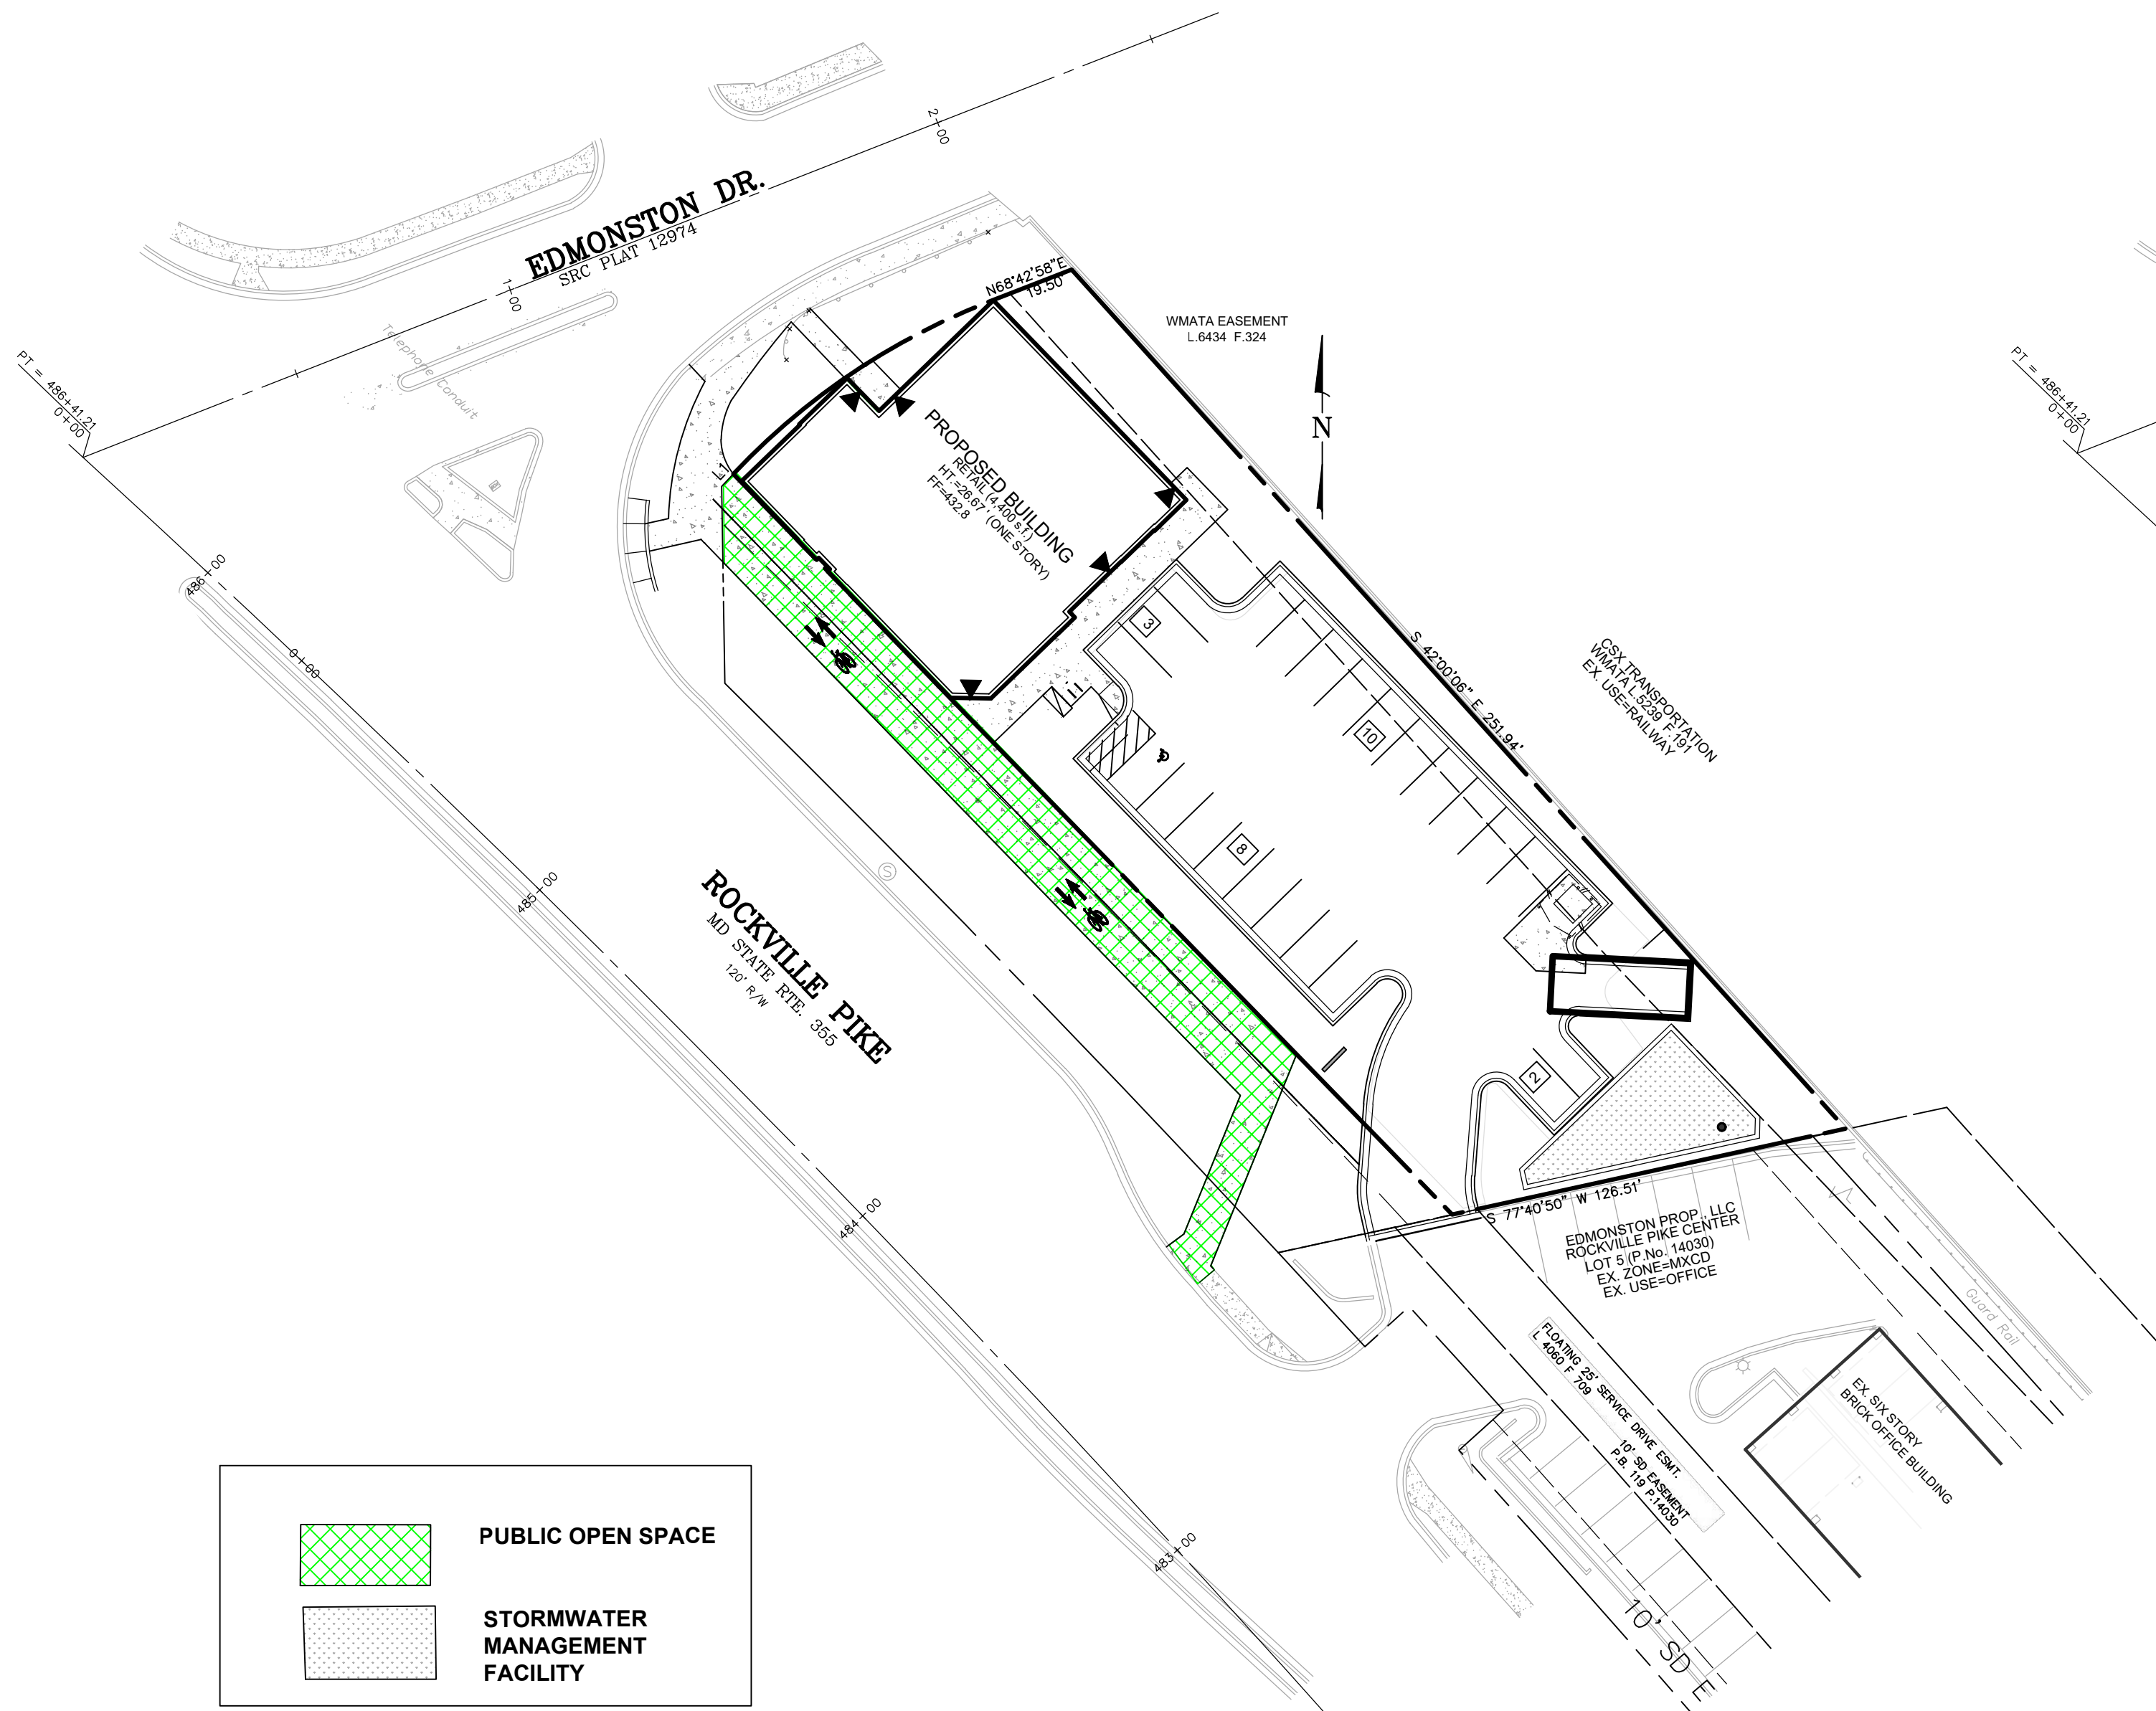 2+00
EDMONSTON DR.
SRC PLAT 12974
1+00
Telephone Conduit
PT = 486+41.21
0+00
PT = 486+41.21
0+00
N68°42'58"E
19.50'
WMATA EASEMENT
L.6434 F.324
N
PROPOSED BUILDING
RETAIL (4,400 s.f.)
HT.=26.67' (ONE STORY)
FF=432.8
L1
486+00
0+00
3
10
8
2
S 42°00'06" E 251.94'
CSX TRANSPORTATION
WMATA L.5239 F.191
EX. USE=RAILWAY
485+00
S
ROCKVILLE PIKE
MD STATE RTE. 355
120' R/W
484+00
S 77°40'50" W 126.51'
EDMONSTON PROP., LLC
ROCKVILLE PIKE CENTER
LOT 5 (P.No. 14030)
EX. ZONE=MXCD
EX. USE=OFFICE
Guard Rail
FLOATING 25' SERVICE DRIVE ESMT.
L 4060 F 709
10' SD EASEMENT
P.B. 119 P.14030
EX. SIX STORY
BRICK OFFICE BUILDING
483+00
10' SD E
PUBLIC OPEN SPACE
STORMWATER
MANAGEMENT
FACILITY